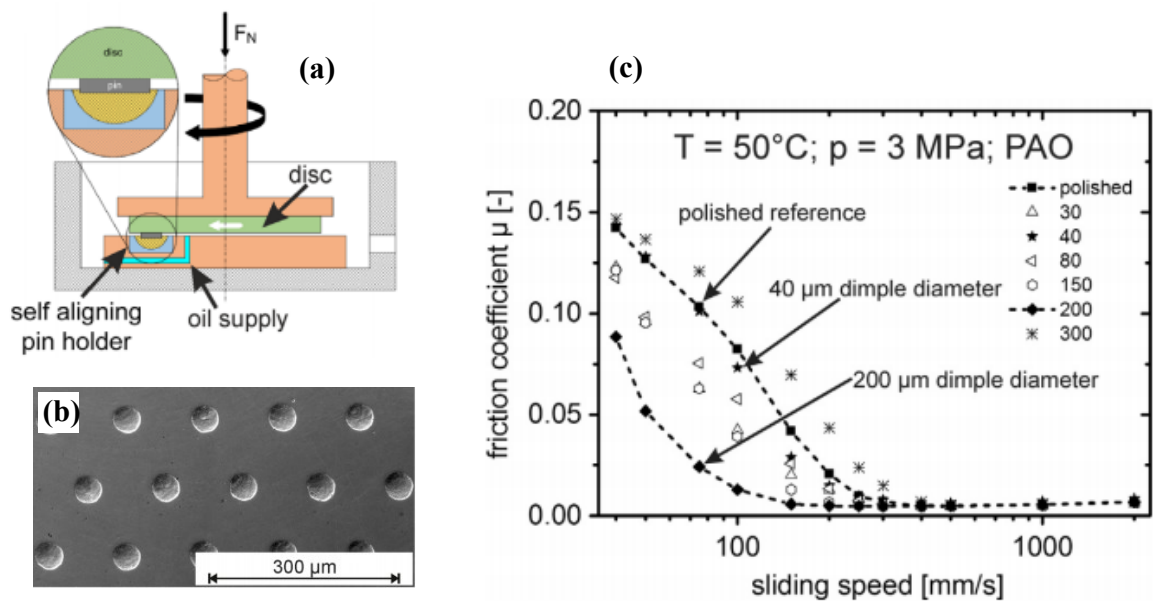 (a)
F_N
disc
pin
disc
self aligning
pin holder
oil supply
(b)
300 µm
(c)
T = 50°C; p = 3 MPa; PAO
polished reference
40 µm dimple diameter
200 µm dimple diameter
polished
30
40
80
150
200
300
friction coefficient µ [-]
0.20
0.15
0.10
0.05
0.00
100
1000
sliding speed [mm/s]